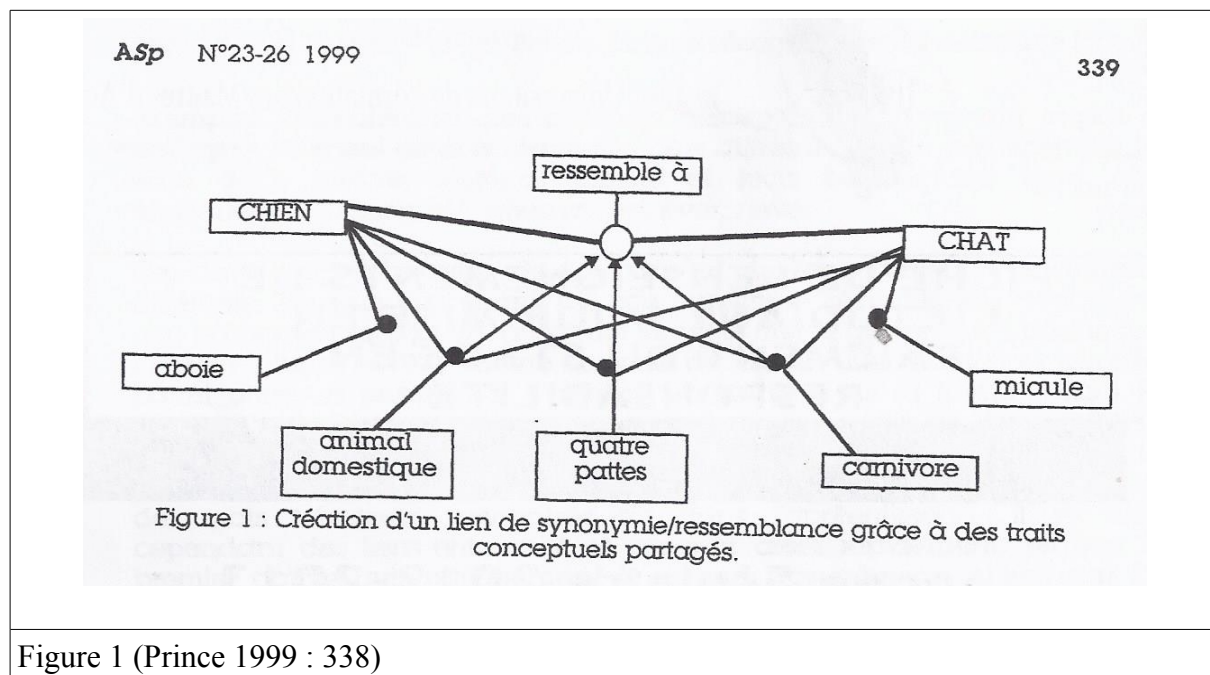 ASp N°23-26 1999
339
ressemble à
CHIEN
CHAT
aboie
miaule
animal
domestique
quatre
pattes
carnivore
Figure 1 : Création d'un lien de synonymie/ressemblance grâce à des traits
conceptuels partagés.
Figure 1 (Prince 1999 : 338)